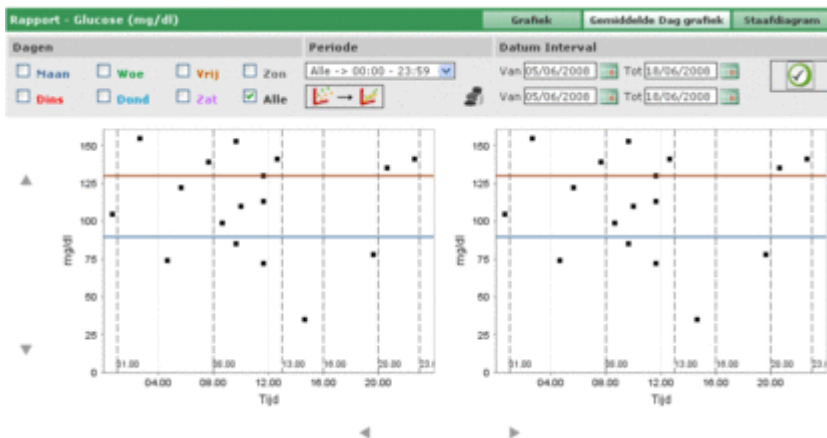 Rapport - Glucose (mg/dl) Grafiek Gemiddelde Dag grafiek Staafdiagram
Dagen Periode Datum Interval
Maan Woe Vrij Zon Alle -> 00:00 - 23:59 Van 05/06/2008 Tot 18/06/2008
Dins Dond Zat Alle Van 05/06/2008 Tot 18/06/2008
150 150
125 125
100 100
mg/dl mg/dl
75 75
50 50
25 25
01.00 08.00 13.00 16.00 20.00 01.00 08.00 13.00 16.00 20.00
0 0
04.00 08.00 12.00 16.00 20.00 04.00 08.00 12.00 16.00 20.00
Tijd Tijd